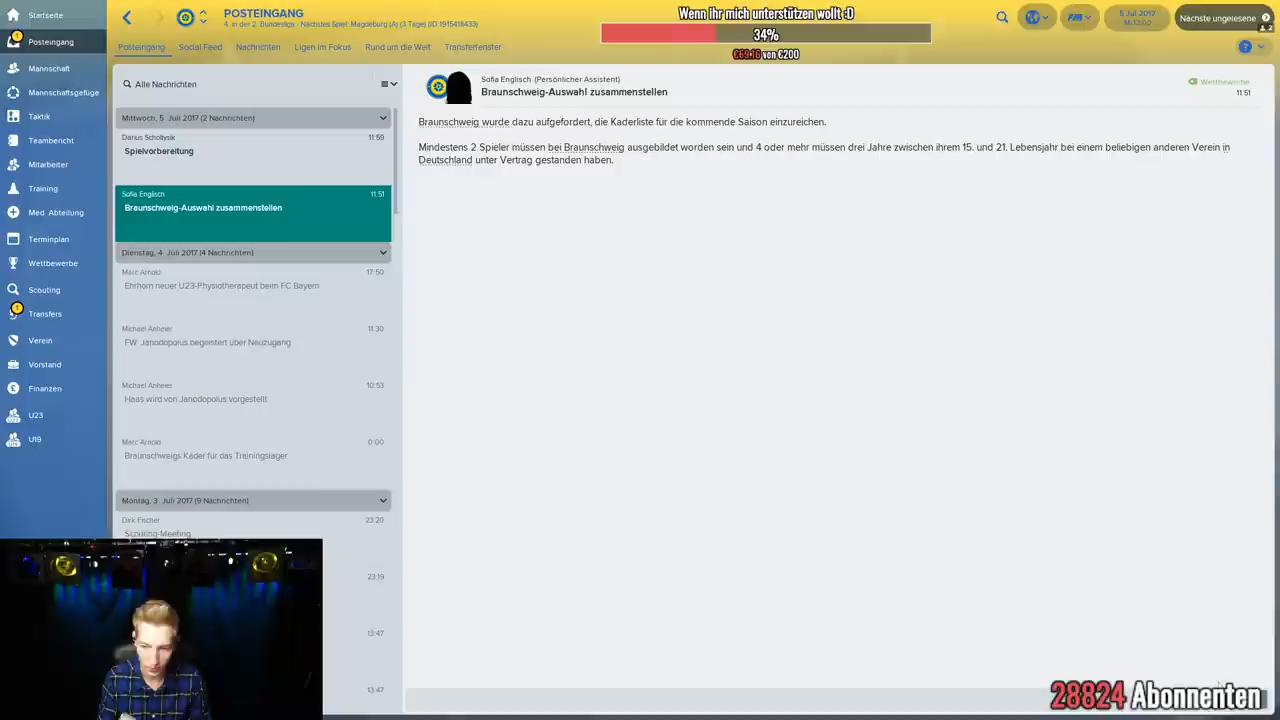 Startseite
Posteingang
Mannschaft
Mannschaftsgefüge
Taktik
Teambericht
Mitarbeiter
Training
Med. Abteilung
Terminplan
Wettbewerbe
Scouting
Transfers
Verein
Vorstand
Finanzen
U23
U19
POSTEINGANG
4. in der 2. Bundesliga - Nächstes Spiel: Magdeburg (A) (3 Tage) (ID:1915418433)
Wenn ihr mich unterstützen wollt :D
34%
€69.16 von €200
5 Jul 2017
Nächste ungelesene
2
Posteingang Social Feed Nachrichten Ligen im Fokus Rund um die Welt Transferfenster
Alle Nachrichten
Mittwoch, 5. Juli 2017 (2 Nachrichten)
Darius Scholtysik 11:59
Spielvorbereitung
Sofia Englisch 11:51
Braunschweig-Auswahl zusammenstellen
Dienstag, 4. Juli 2017 (4 Nachrichten)
Marc Arnold 17:50
Ehrhorn neuer U23-Physiotherapeut beim FC Bayern
Michael Anheier 11:30
FW: Janodopolus begeistert über Neuzugang
Michael Anheier 10:53
Haas wird von Janodopolus vorgestellt
Marc Arnold 0:00
Braunschweigs Kader für das Trainingslager
Montag, 3. Juli 2017 (9 Nachrichten)
Dirk Fischer 23:20
Scouting-Meeting
23:19
13:47
13:47
Sofia Englisch (Persönlicher Assistent)
Braunschweig-Auswahl zusammenstellen
Wettbewerbe
11:51
Braunschweig wurde dazu aufgefordert, die Kaderliste für die kommende Saison einzureichen.
Mindestens 2 Spieler müssen bei Braunschweig ausgebildet worden sein und 4 oder mehr müssen drei Jahre zwischen ihrem 15. und 21. Lebensjahr bei einem beliebigen anderen Verein in
Deutschland unter Vertrag gestanden haben.
28824 Abonnenten